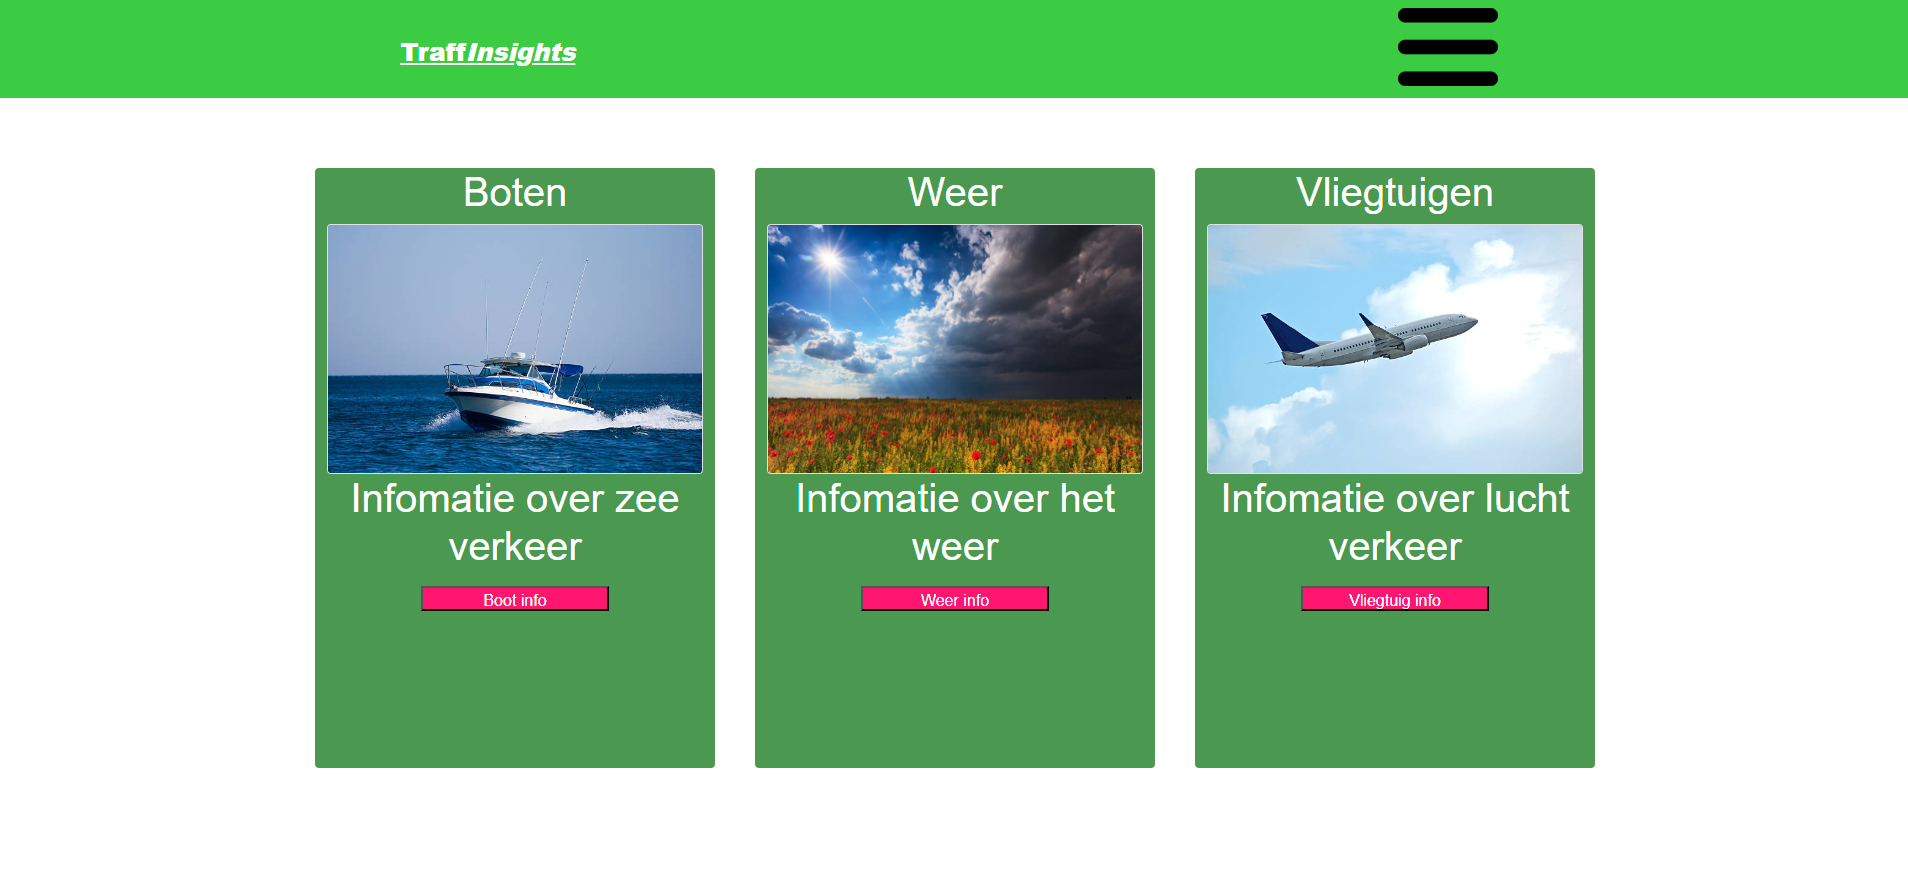 TraffInsights
Boten
Weer
Vliegtuigen
Infomatie over zee
verkeer
Infomatie over het
weer
Infomatie over lucht
verkeer
Boot info
Weer info
Vliegtuig info